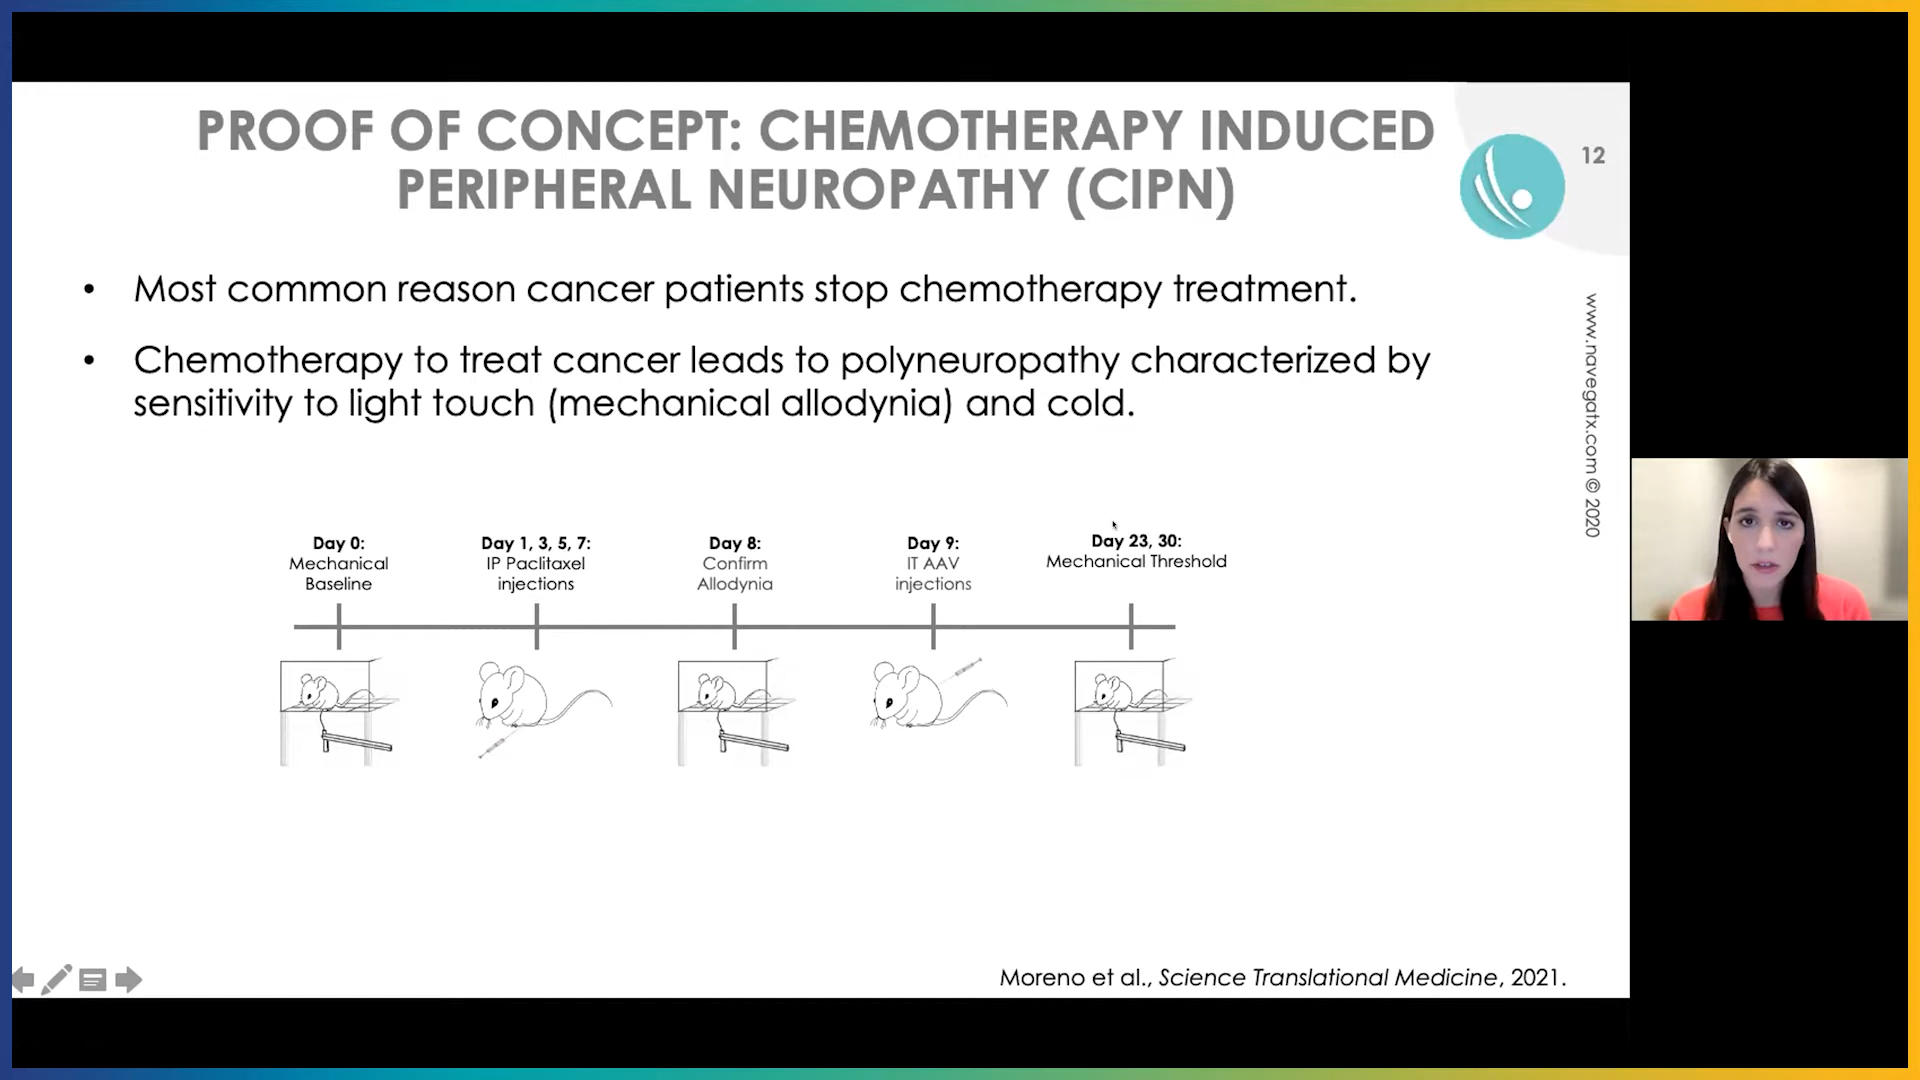 PROOF OF CONCEPT: CHEMOTHERAPY INDUCED
PERIPHERAL NEUROPATHY (CIPN)
12
• Most common reason cancer patients stop chemotherapy treatment.
• Chemotherapy to treat cancer leads to polyneuropathy characterized by
sensitivity to light touch (mechanical allodynia) and cold.
www.navegatx.com © 2020
Day 0:
Mechanical
Baseline
Day 1, 3, 5, 7:
IP Paclitaxel
injections
Day 8:
Confirm
Allodynia
Day 9:
IT AAV
injections
Day 23, 30:
Mechanical Threshold
Moreno et al., Science Translational Medicine, 2021.